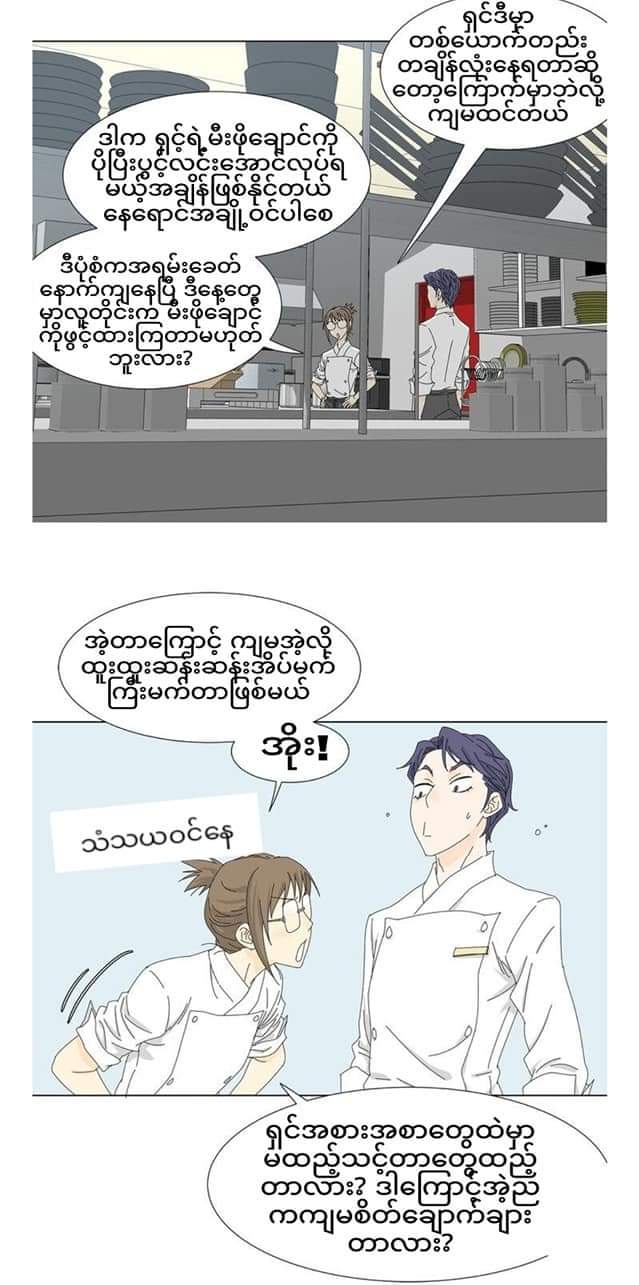 ရှင်ဒီမှာ
တစ်ယောက်တည်း
တချိန်လုံးနေရတာဆို
တော့ကြောက်မှာဘဲလို့
ကျမထင်တယ်
ဒါက ရှင့်ရဲ့မီးဖိုချောင်ကို
ပိုပြီးပွင့်လင်းအောင်လုပ်ရ
မယ့်အချိန်ဖြစ်နိုင်တယ်
နေရောင်အချို့ဝင်ပါစေ
ဒီပုံစံကအရမ်းခေတ်
နောက်ကျနေပြီ ဒီနေ့တွေ
မှာလူတိုင်းက မီးဖိုချောင်
ကိုဖွင့်ထားကြတာမဟုတ်
ဘူးလား?
အဲ့တာကြောင့် ကျမအဲ့လို
ထူးထူးဆန်းဆန်းအိပ်မက်
ကြီးမက်တာဖြစ်မယ်
အိုး!
သံသယဝင်နေ
ရှင်အစားအစာတွေထဲမှာ
မထည့်သင့်တာတွေထည့်
တာလား? ဒါကြောင့်အဲ့ည
ကကျမစိတ်ချောက်ချား
တာလား?